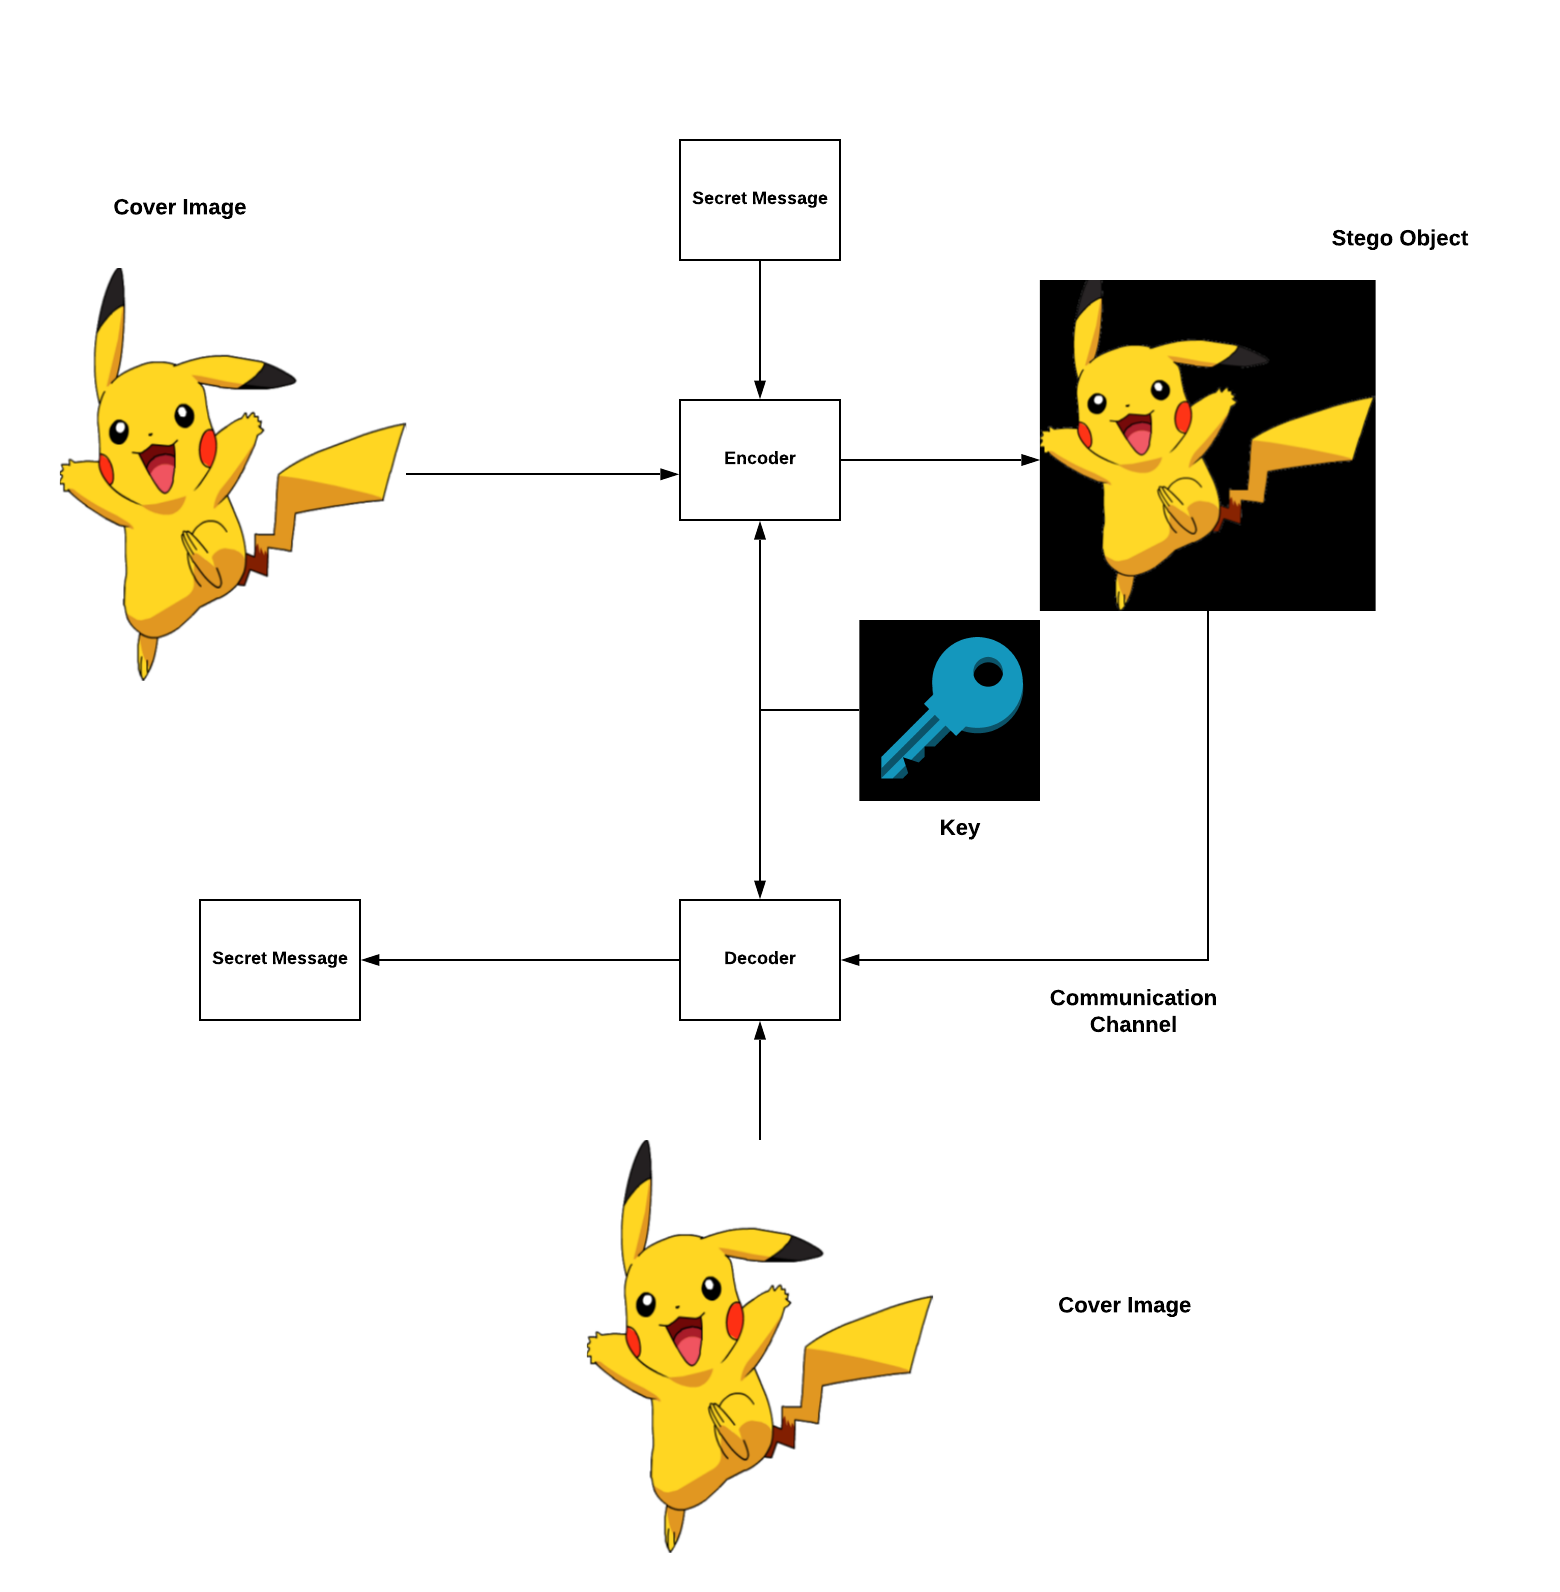 Secret Message
Cover Image
Stego Object
Encoder
Key
Secret Message
Decoder
Communication
Channel
Cover Image